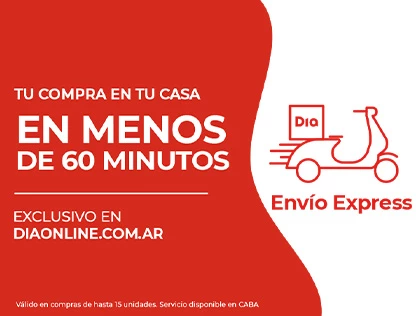 TU COMPRA EN TU CASA
EN MENOS
DE 60 MINUTOS
EXCLUSIVO EN
DIAONLINE.COM.AR
Dia
Envío Express
Válido en compras de hasta 15 unidades. Servicio disponible en CABA